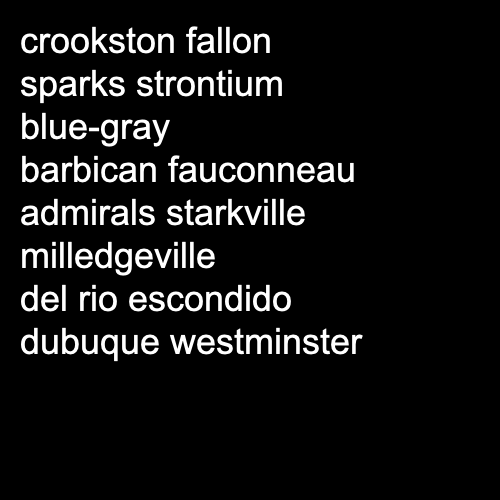 crookston fallon
sparks strontium
blue-gray
barbican fauconneau
admirals starkville
milledgeville
del rio escondido
dubuque westminster